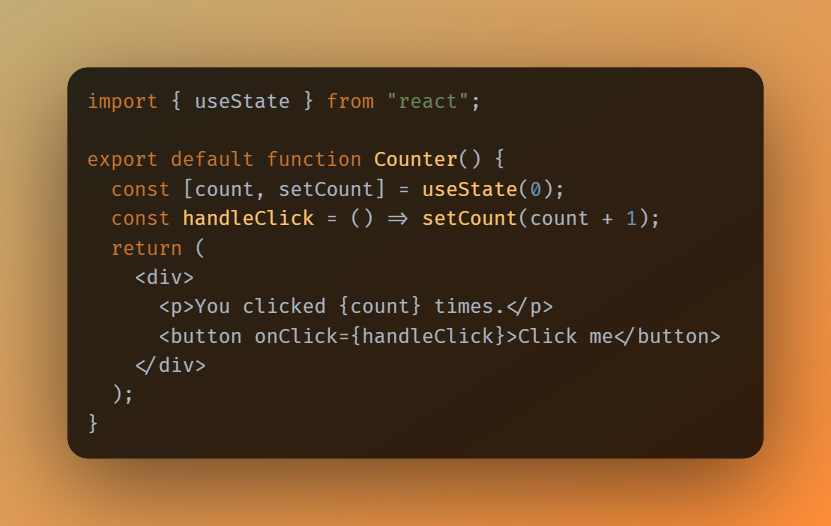 import { useState } from "react";

export default function Counter() {
  const [count, setCount] = useState(0);
  const handleClick = () => setCount(count + 1);
  return (
    <div>
      <p>You clicked {count} times.</p>
      <button onClick={handleClick}>Click me</button>
    </div>
  );
}